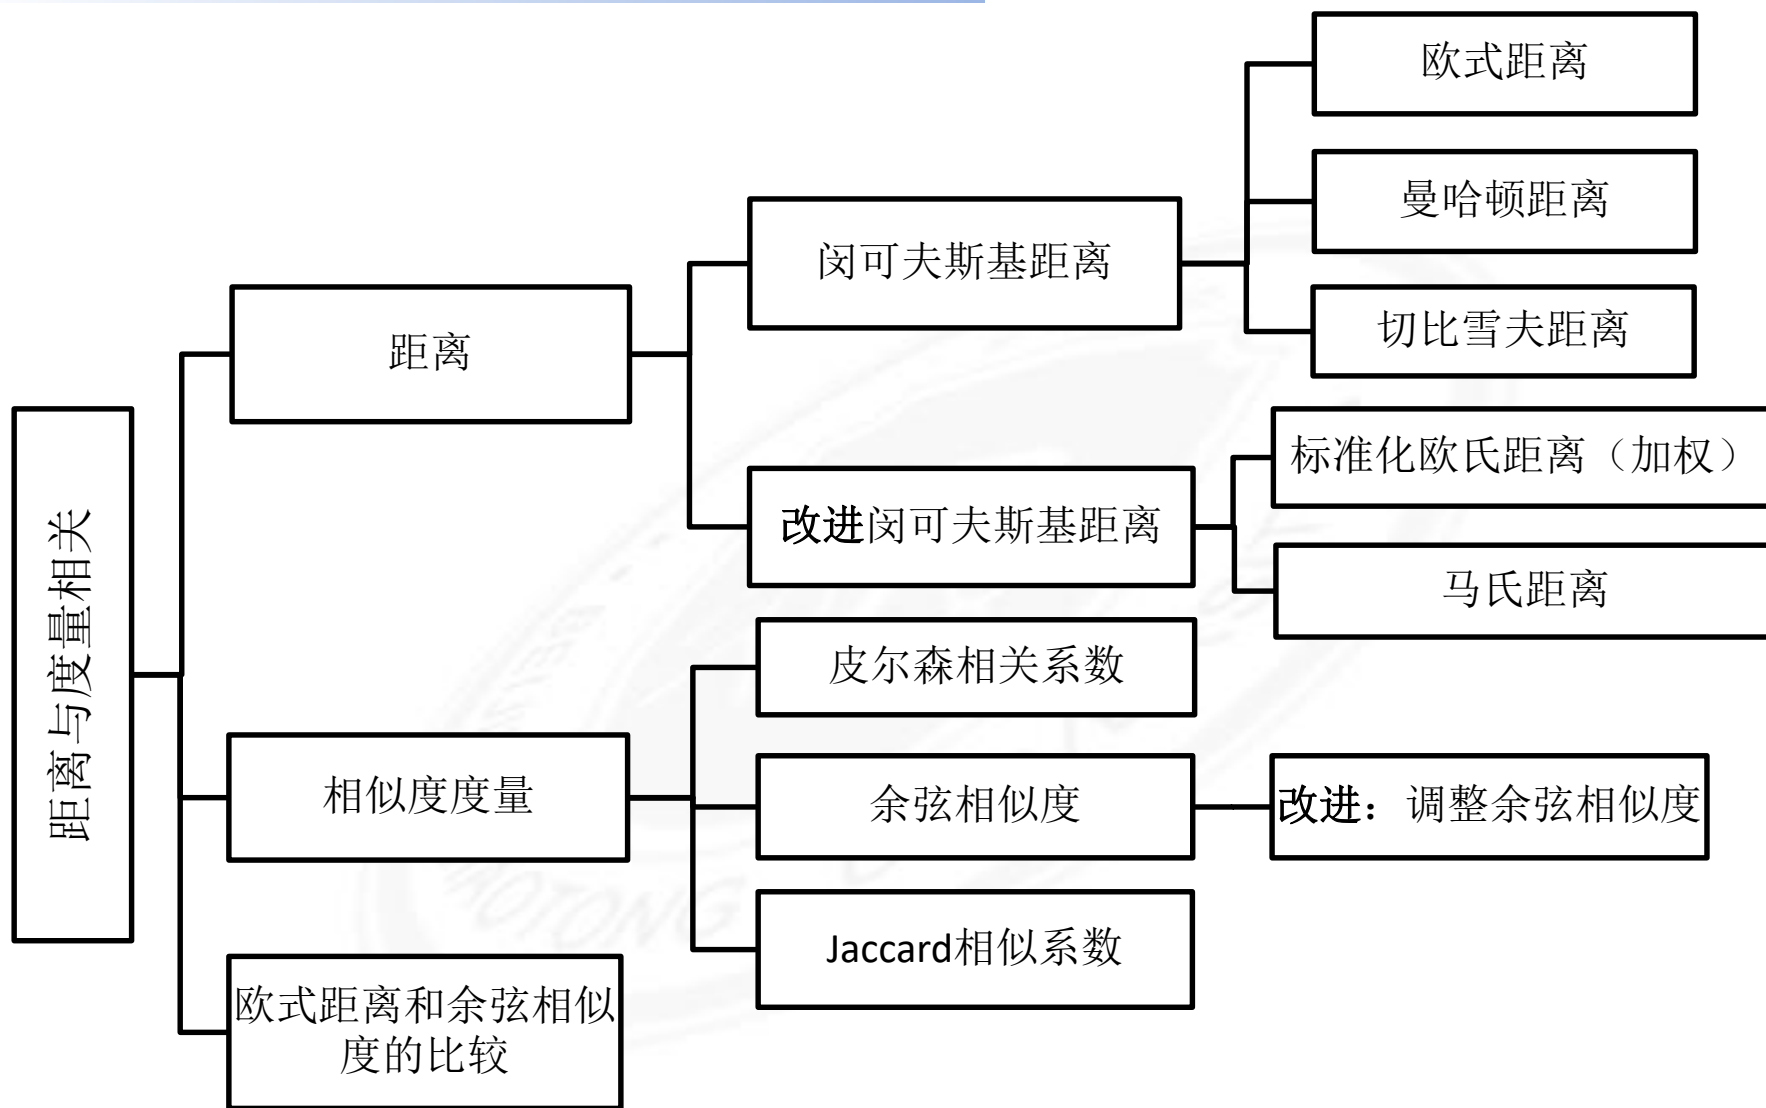 距离与度量相关
距离
闵可夫斯基距离
欧式距离
曼哈顿距离
切比雪夫距离
改进闵可夫斯基距离
标准化欧氏距离（加权）
马氏距离
相似度度量
皮尔森相关系数
余弦相似度
改进：调整余弦相似度
Jaccard相似系数
欧式距离和余弦相似
度的比较